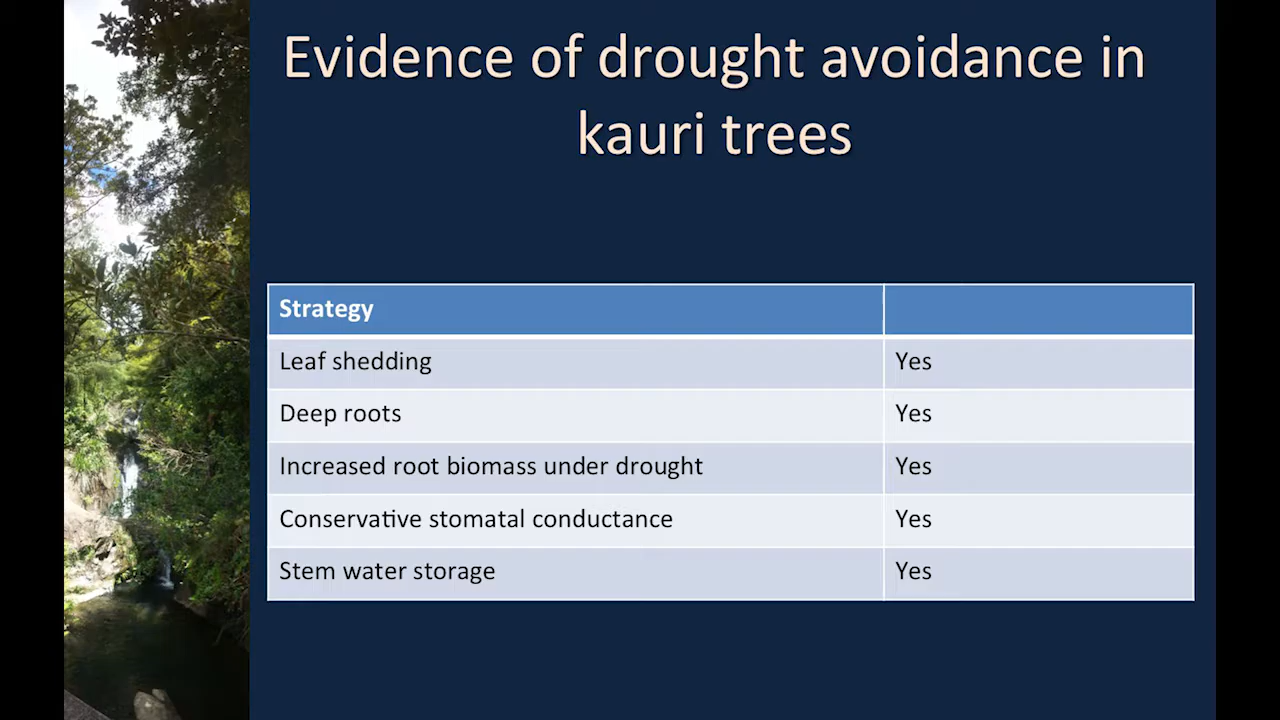 Evidence of drought avoidance in
kauri trees
Strategy
Leaf shedding Yes
Deep roots Yes
Increased root biomass under drought Yes
Conservative stomatal conductance Yes
Stem water storage Yes